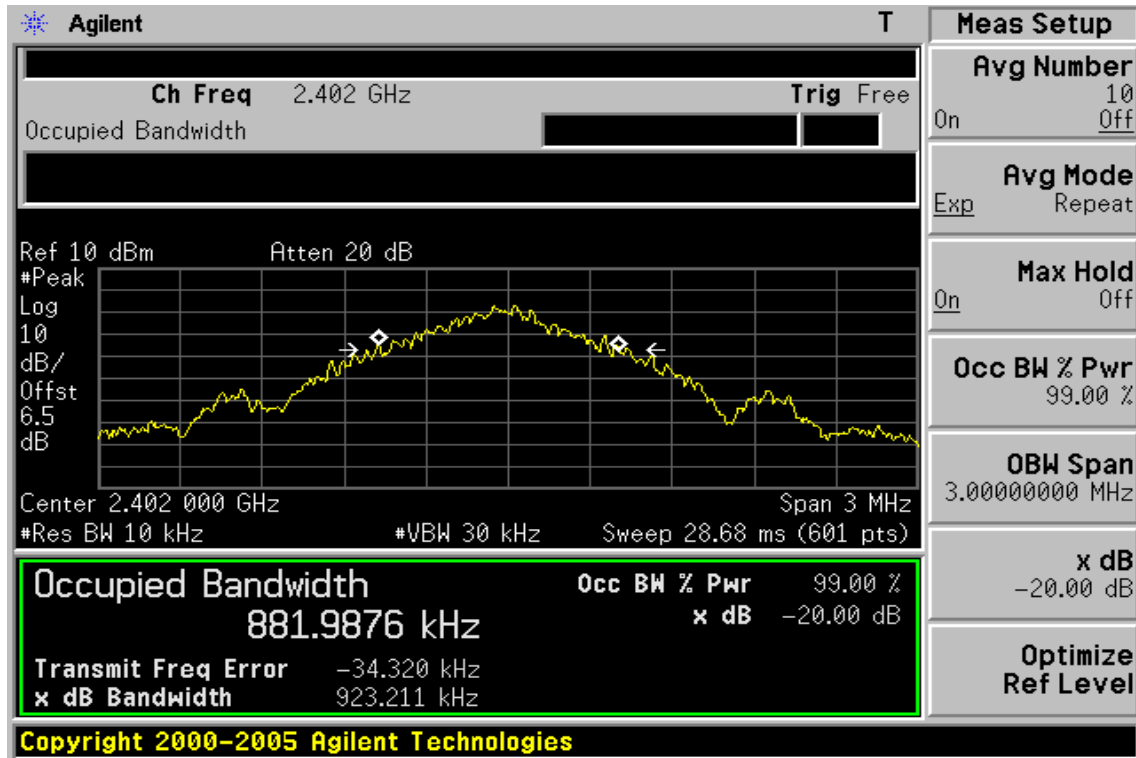 Agilent T
Ch Freq 2.402 GHz Trig Free
Occupied Bandwidth
Ref 10 dBm Atten 20 dB
#Peak
Log
10
dB/
Offst
6.5
dB
Center 2.402 000 GHz Span 3 MHz
#Res BW 10 kHz #VBW 30 kHz Sweep 28.68 ms (601 pts)
Occupied Bandwidth Occ BW % Pwr 99.00 %
881.9876 kHz x dB -20.00 dB
Transmit Freq Error -34.320 kHz
x dB Bandwidth 923.211 kHz
Copyright 2000-2005 Agilent Technologies
Meas Setup
Avg Number
10
On Off
Avg Mode
Exp Repeat
Max Hold
On Off
Occ BW % Pwr
99.00 %
OBW Span
3.00000000 MHz
x dB
-20.00 dB
Optimize
Ref Level